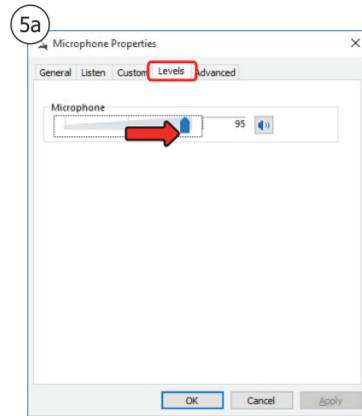 5a
Microphone Properties
General Listen Custom Levels Advanced
Microphone
95
OK Cancel Apply